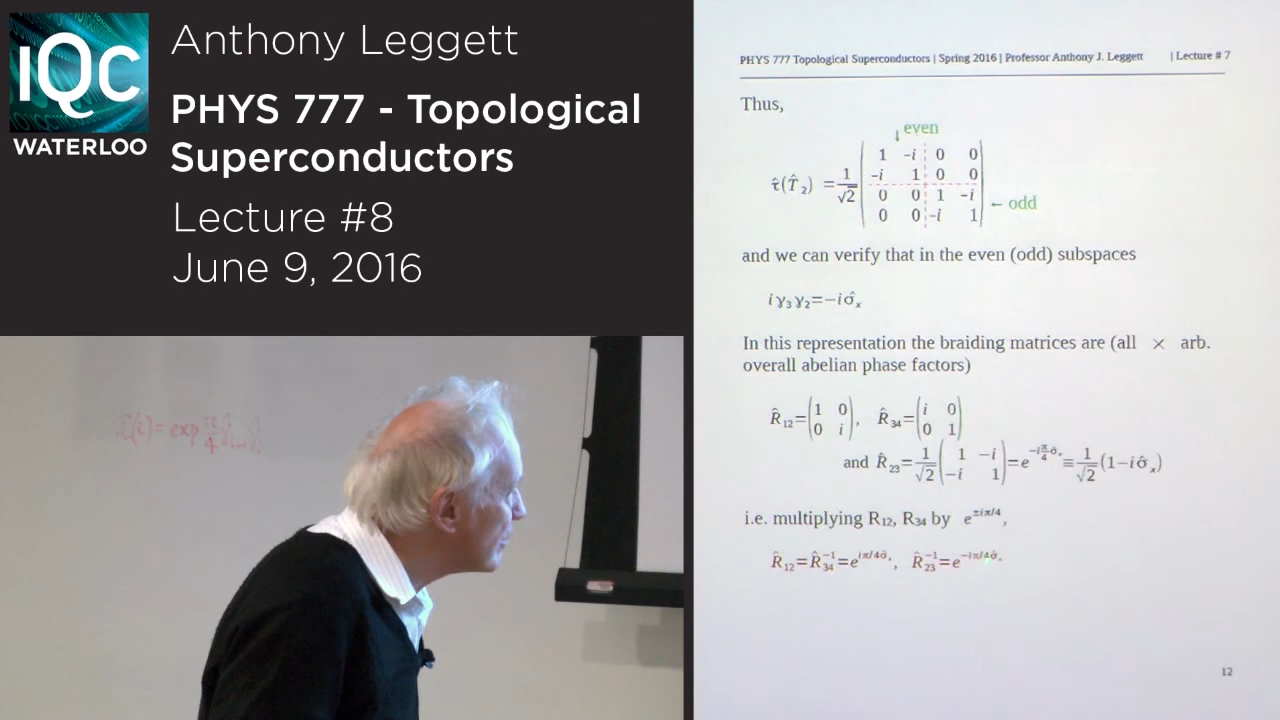 IQC
WATERLOO
Anthony Leggett
PHYS 777 - Topological
Superconductors
Lecture #8
June 9, 2016
PHYS 777 Topological Superconductors | Spring 2016 | Professor Anthony J. Leggett | Lecture # 7
Thus,
↓ even
τ̂(T̂₂) = 1/√2 ( 1 -i 0 0
-i 1 0 0
0 0 1 -i
0 0 -i 1 )
← odd
and we can verify that in the even (odd) subspaces
i γ₃ γ₂=−i σ̂ₓ
In this representation the braiding matrices are (all × arb.
overall abelian phase factors)
R̂₁₂=(1 0; 0 i), R̂₃₄=(i 0; 0 1)
and R̂₂₃=1/√2 (1 −i; −i 1)=e^(−iπ/4 σ̂) ≡ 1/√2 (1−i σ̂ₓ)
i.e. multiplying R₁₂, R₃₄ by e^(±iπ/4),
R̂₁₂=R̂₃₄⁻¹=e^(iπ/4σ̂), R̂₂₃⁻¹=e^(−iπ/4σ̂)
12